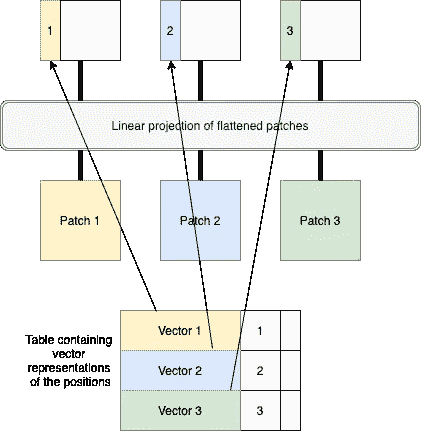 1
2
3
Linear projection of flattened patches
Patch 1
Patch 2
Patch 3
Table containing
vector
representations
of the positions
Vector 1
1
Vector 2
2
Vector 3
3